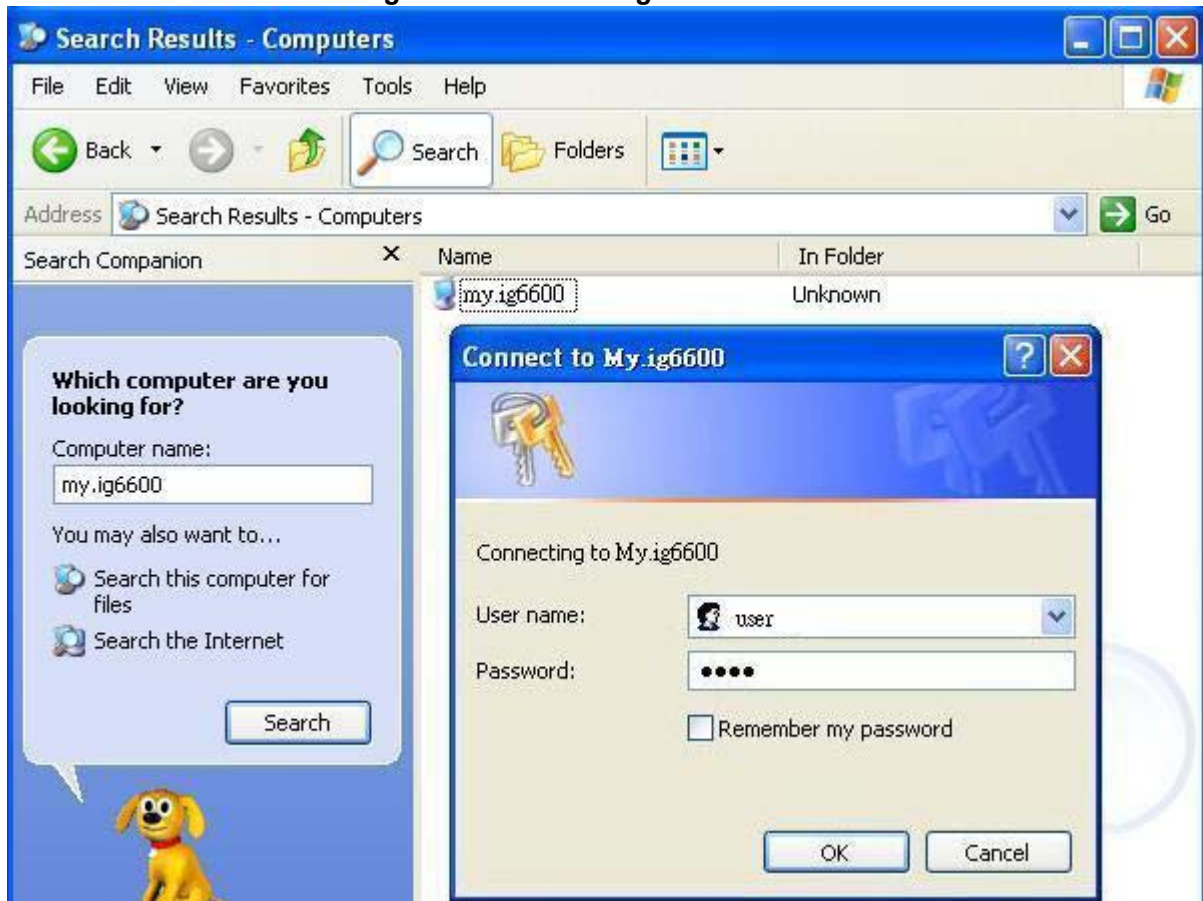 Search Results - Computers
File Edit View Favorites Tools Help
Back Search Folders
Address Search Results - Computers Go
Search Companion
Name In Folder
my.ig6600 Unknown
Which computer are you
looking for?
Computer name:
my.ig6600
You may also want to...
Search this computer for
files
Search the Internet
Search
Connect to My.ig6600
Connecting to My.ig6600
User name: user
Password: ••••
Remember my password
OK Cancel